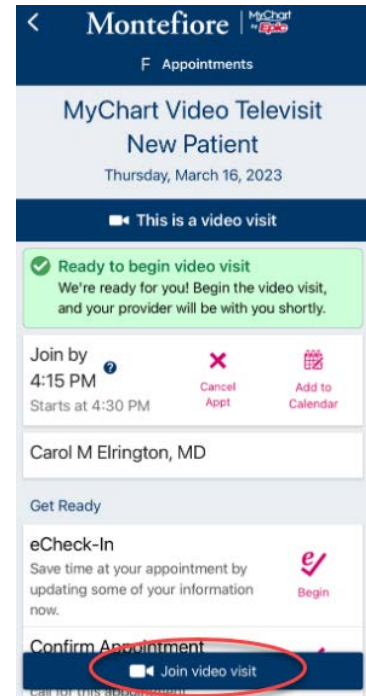 Montefiore | MyChart by Epic
F Appointments
MyChart Video Televisit
New Patient
Thursday, March 16, 2023
This is a video visit
Ready to begin video visit
We're ready for you! Begin the video visit,
and your provider will be with you shortly.
Join by
4:15 PM ?
Starts at 4:30 PM
Cancel
Appt
Add to
Calendar
Carol M Elrington, MD
Get Ready
eCheck-In
Save time at your appointment by
updating some of your information
now.
Begin
Confirm Appointment
Join video visit
call for this appointment